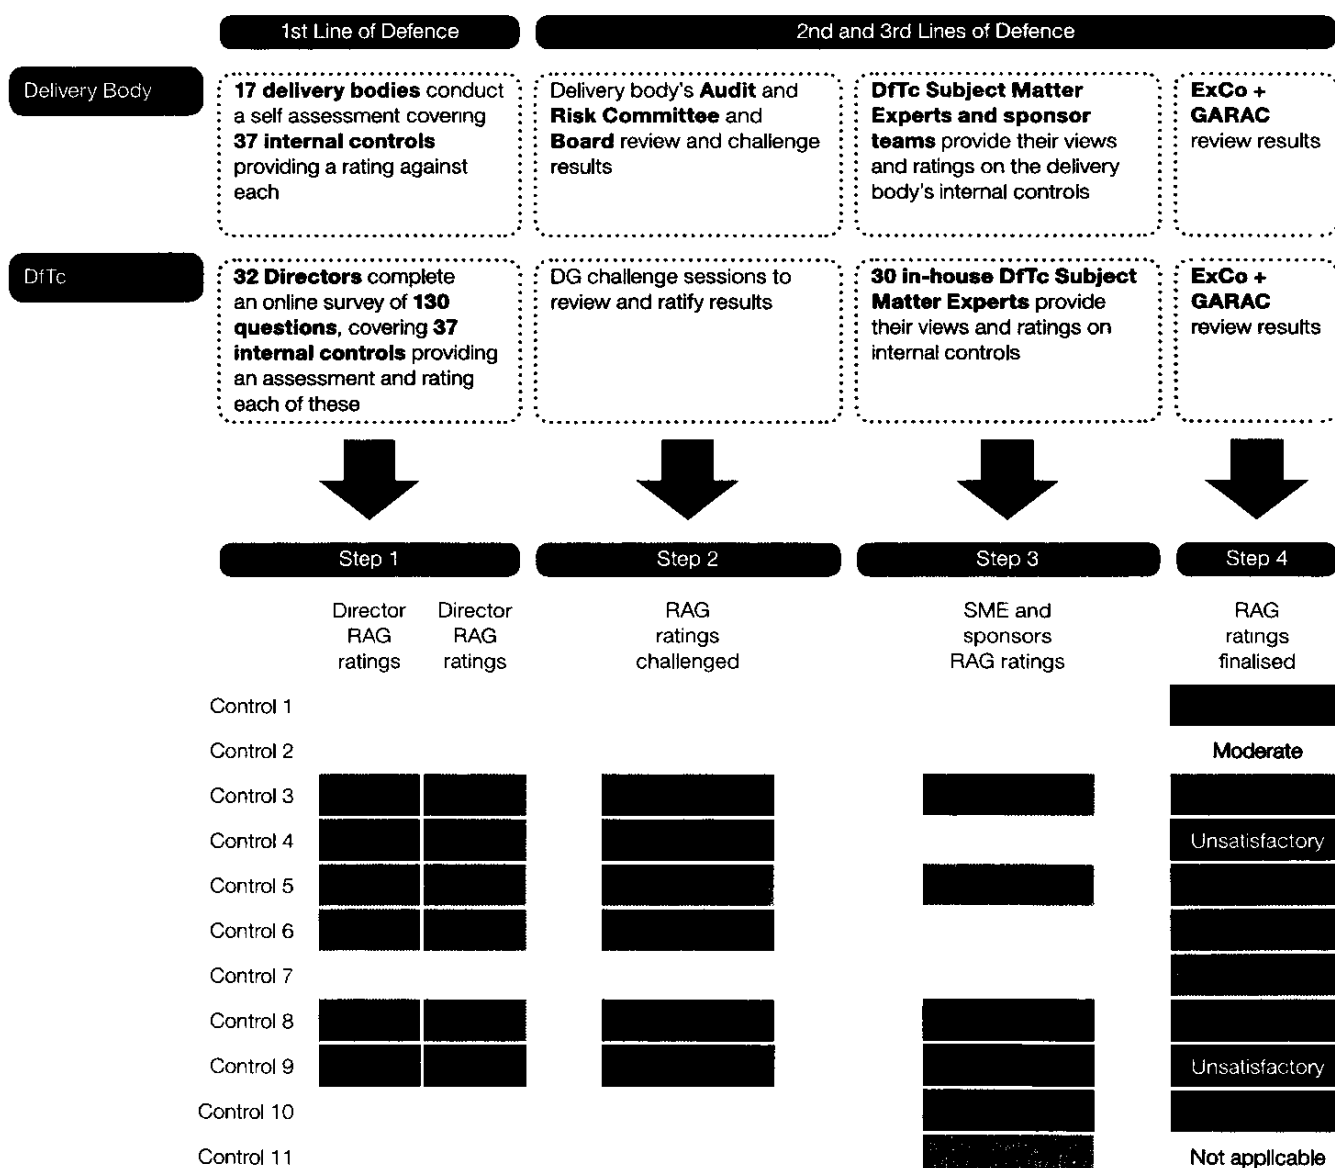 1st Line of Defence
2nd and 3rd Lines of Defence
Delivery Body
17 delivery bodies conduct
a self assessment covering
37 internal controls
providing a rating against
each
Delivery body's Audit and
Risk Committee and
Board review and challenge
results
DfTc Subject Matter
Experts and sponsor
teams provide their views
and ratings on the delivery
body's internal controls
ExCo +
GARAC
review results
DfTc
32 Directors complete
an online survey of 130
questions, covering 37
internal controls providing
an assessment and rating
each of these
DG challenge sessions to
review and ratify results
30 in-house DfTc Subject
Matter Experts provide
their views and ratings on
internal controls
ExCo +
GARAC
review results
Step 1
Step 2
Step 3
Step 4
Director
RAG
ratings
Director
RAG
ratings
RAG
ratings
challenged
SME and
sponsors
RAG ratings
RAG
ratings
finalised
Control 1
Control 2
Moderate
Control 3
Control 4
Unsatisfactory
Control 5
Control 6
Control 7
Control 8
Control 9
Unsatisfactory
Control 10
Control 11
Not applicable